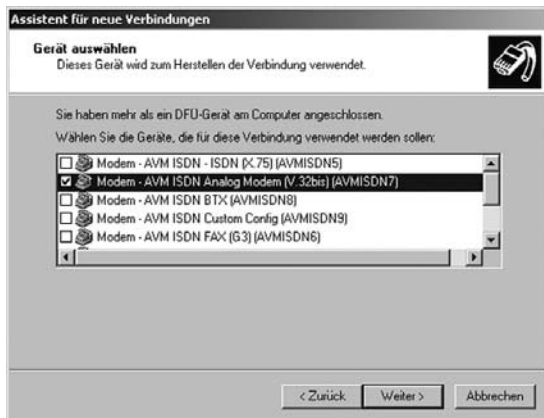 Assistent für neue Verbindungen
Gerät auswählen
Dieses Gerät wird zum Herstellen der Verbindung verwendet.
Sie haben mehr als ein DFÜ-Gerät am Computer angeschlossen.
Wählen Sie die Geräte, die für diese Verbindung verwendet werden sollen:
Modem - AVM ISDN - ISDN (X.75) (AVMISDN5)
Modem - AVM ISDN Analog Modem (V.32bis) (AVMISDN7)
Modem - AVM ISDN BTX (AVMISDN8)
Modem - AVM ISDN Custom Config (AVMISDN9)
Modem - AVM ISDN FAX (G3) (AVMISDN6)
< Zurück Weiter > Abbrechen